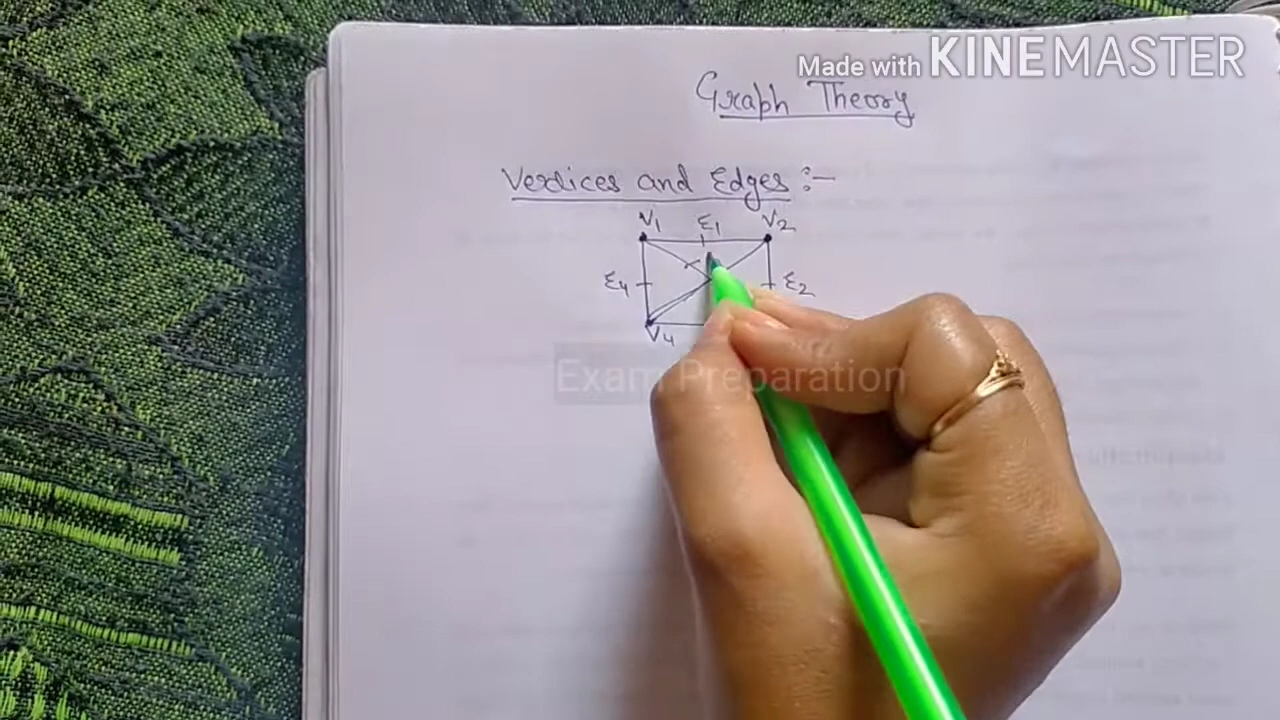 Made with KINEMASTER
Graph Theory
Vertices and Edges :-
V1 E1 V2
E4 E2
V4
Exam Preparation